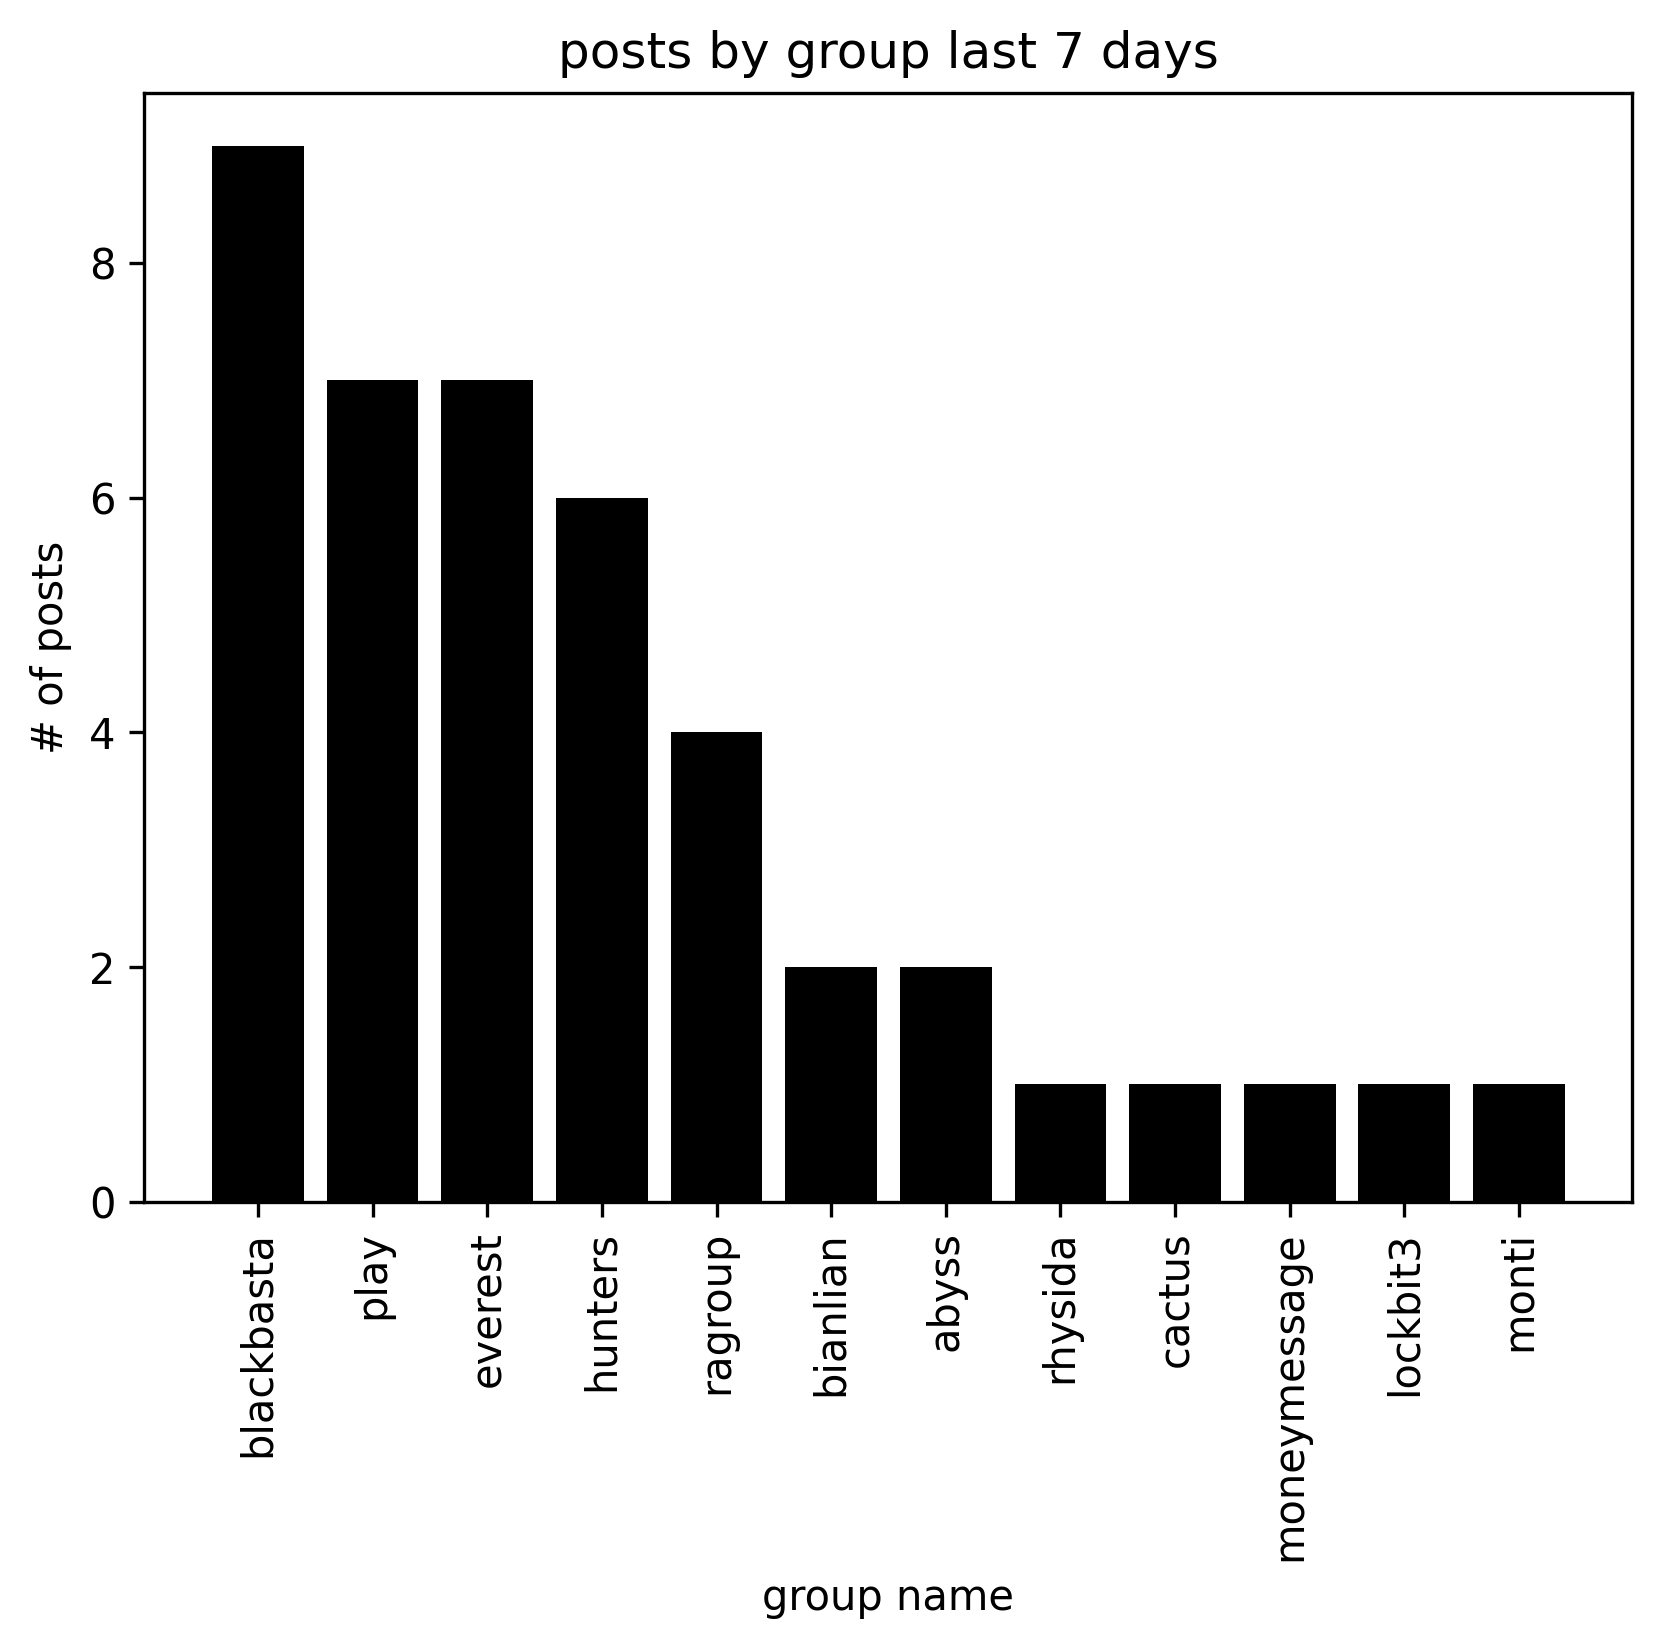 posts by group last 7 days
# of posts
8
6
4
2
0
blackbasta
play
everest
hunters
ragroup
bianlian
abyss
rhysida
cactus
moneymessage
lockbit3
monti
group name